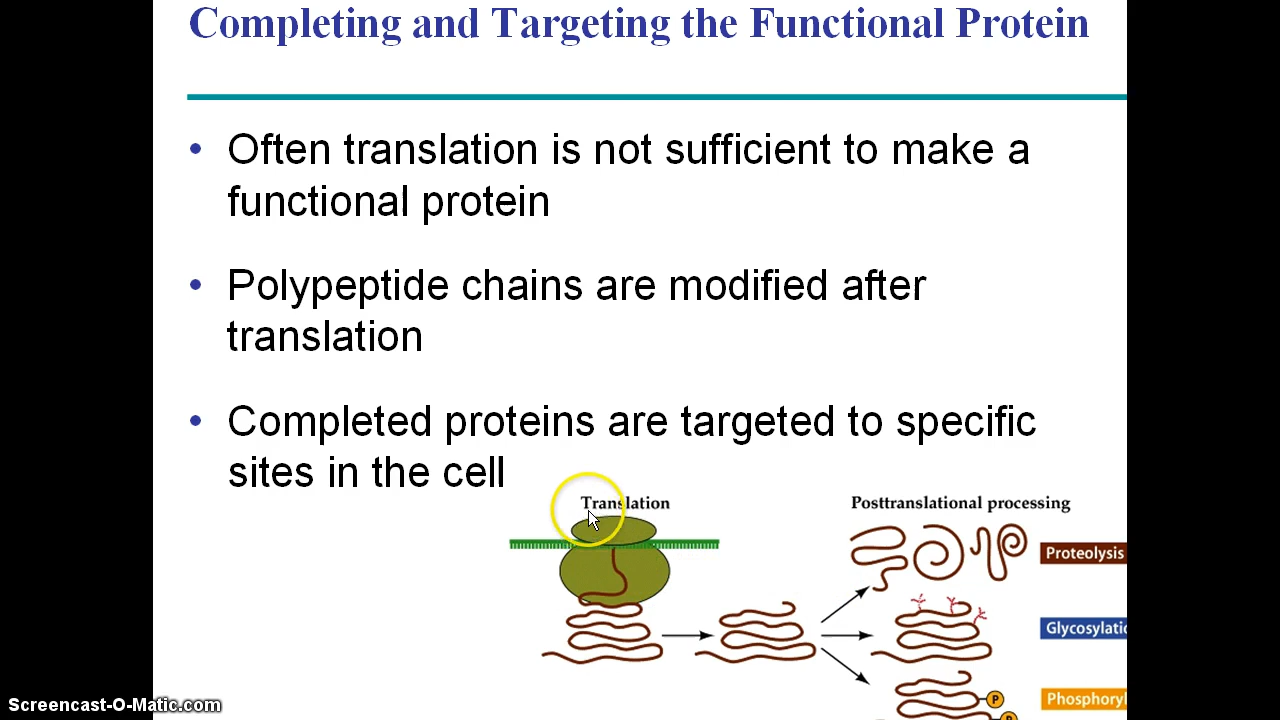 Completing and Targeting the Functional Protein
• Often translation is not sufficient to make a
functional protein
• Polypeptide chains are modified after
translation
• Completed proteins are targeted to specific
sites in the cell
Translation
Posttranslational processing
Proteolysis
Glycosylatio
P
Phosphoryl
P
Screencast-O-Matic.com